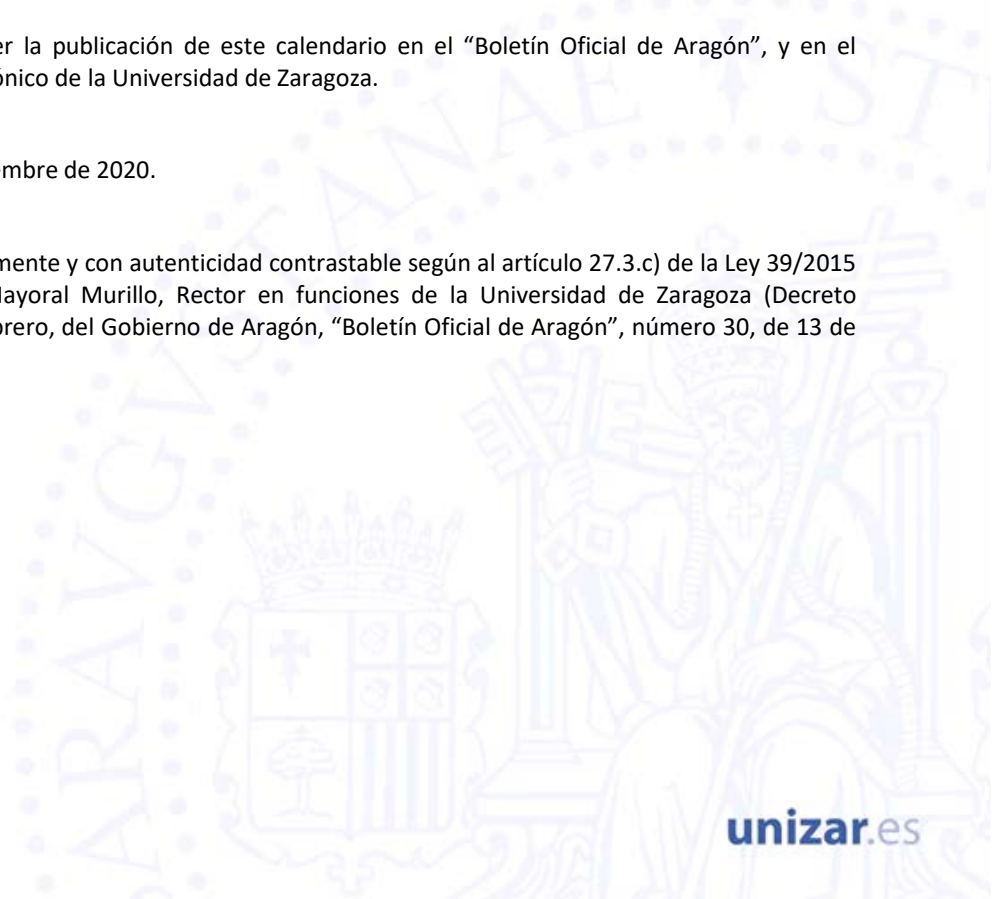 er la publicación de este calendario en el “Boletín Oficial de Aragón”, y en el
ónico de la Universidad de Zaragoza.
embre de 2020.
mente y con autenticidad contrastable según al artículo 27.3.c) de la Ley 39/2015
Mayoral Murillo, Rector en funciones de la Universidad de Zaragoza (Decreto
brero, del Gobierno de Aragón, “Boletín Oficial de Aragón”, número 30, de 13 de
ARAVGVSTANAE ST
unizar.es